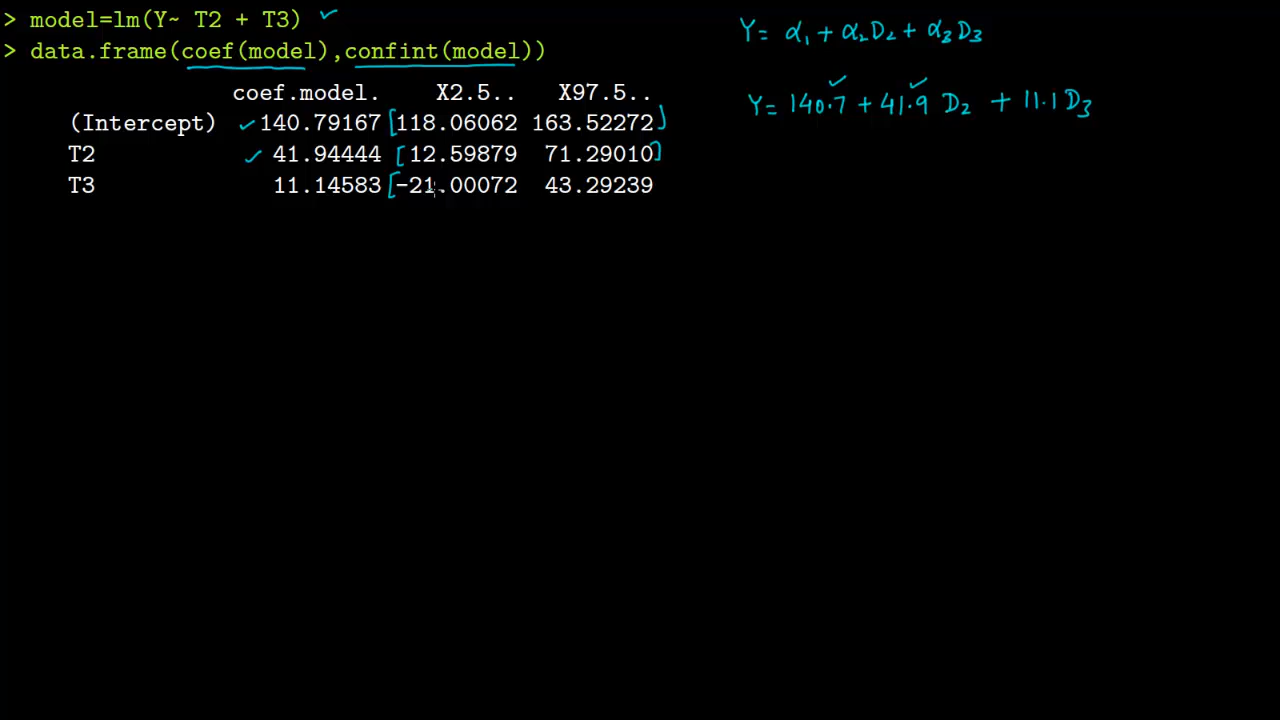 > model=lm(Y~ T2 + T3) ✓
> data.frame(coef(model),confint(model))
coef.model. X2.5.. X97.5..
(Intercept) ✓ 140.79167 [118.06062 163.52272)
T2 ✓ 41.94444 [12.59879 71.29010]
T3 11.14583 [-21.00072 43.29239
Y= α₁ + α₂D₂ + α₃D₃
Y= 140.7 + 41.9 D₂ + 11.1 D₃